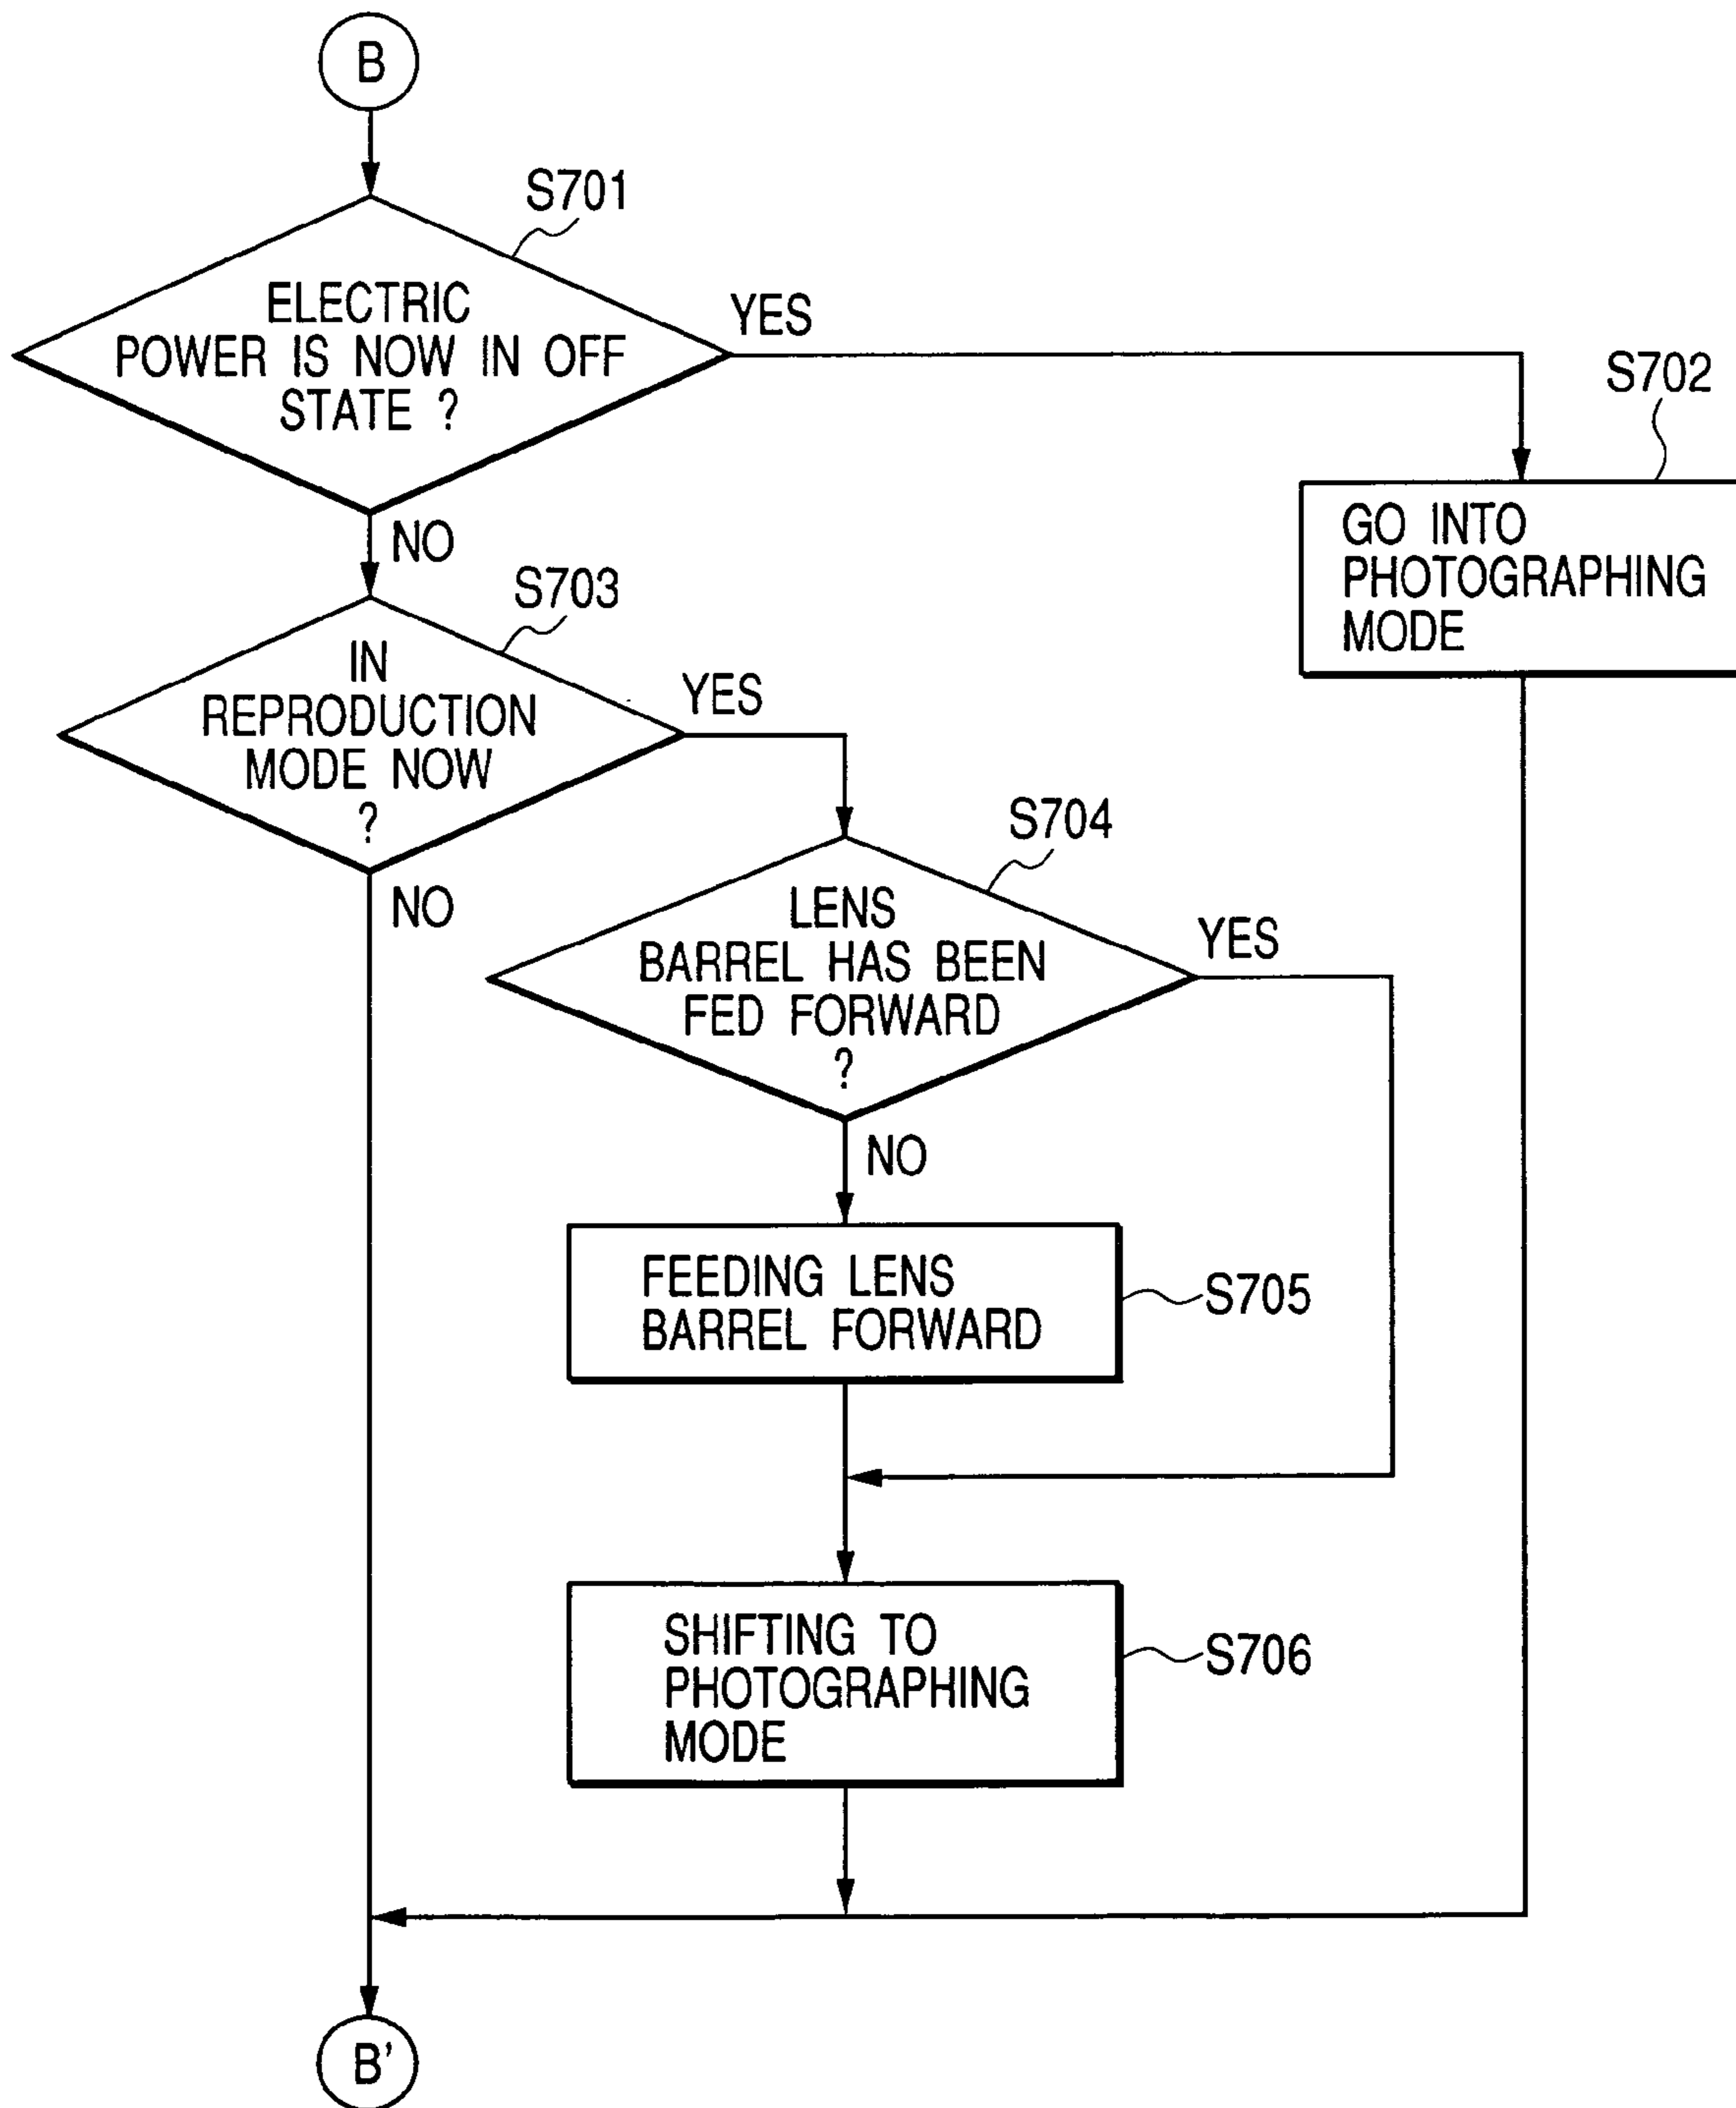 B
S701
ELECTRIC
POWER IS NOW IN OFF
STATE ?
YES
S702
GO INTO
PHOTOGRAPHING
MODE
NO
S703
IN
REPRODUCTION
MODE NOW
?
YES
NO
S704
LENS
BARREL HAS BEEN
FED FORWARD
?
YES
NO
FEEDING LENS
BARREL FORWARD
S705
SHIFTING TO
PHOTOGRAPHING
MODE
S706
B'